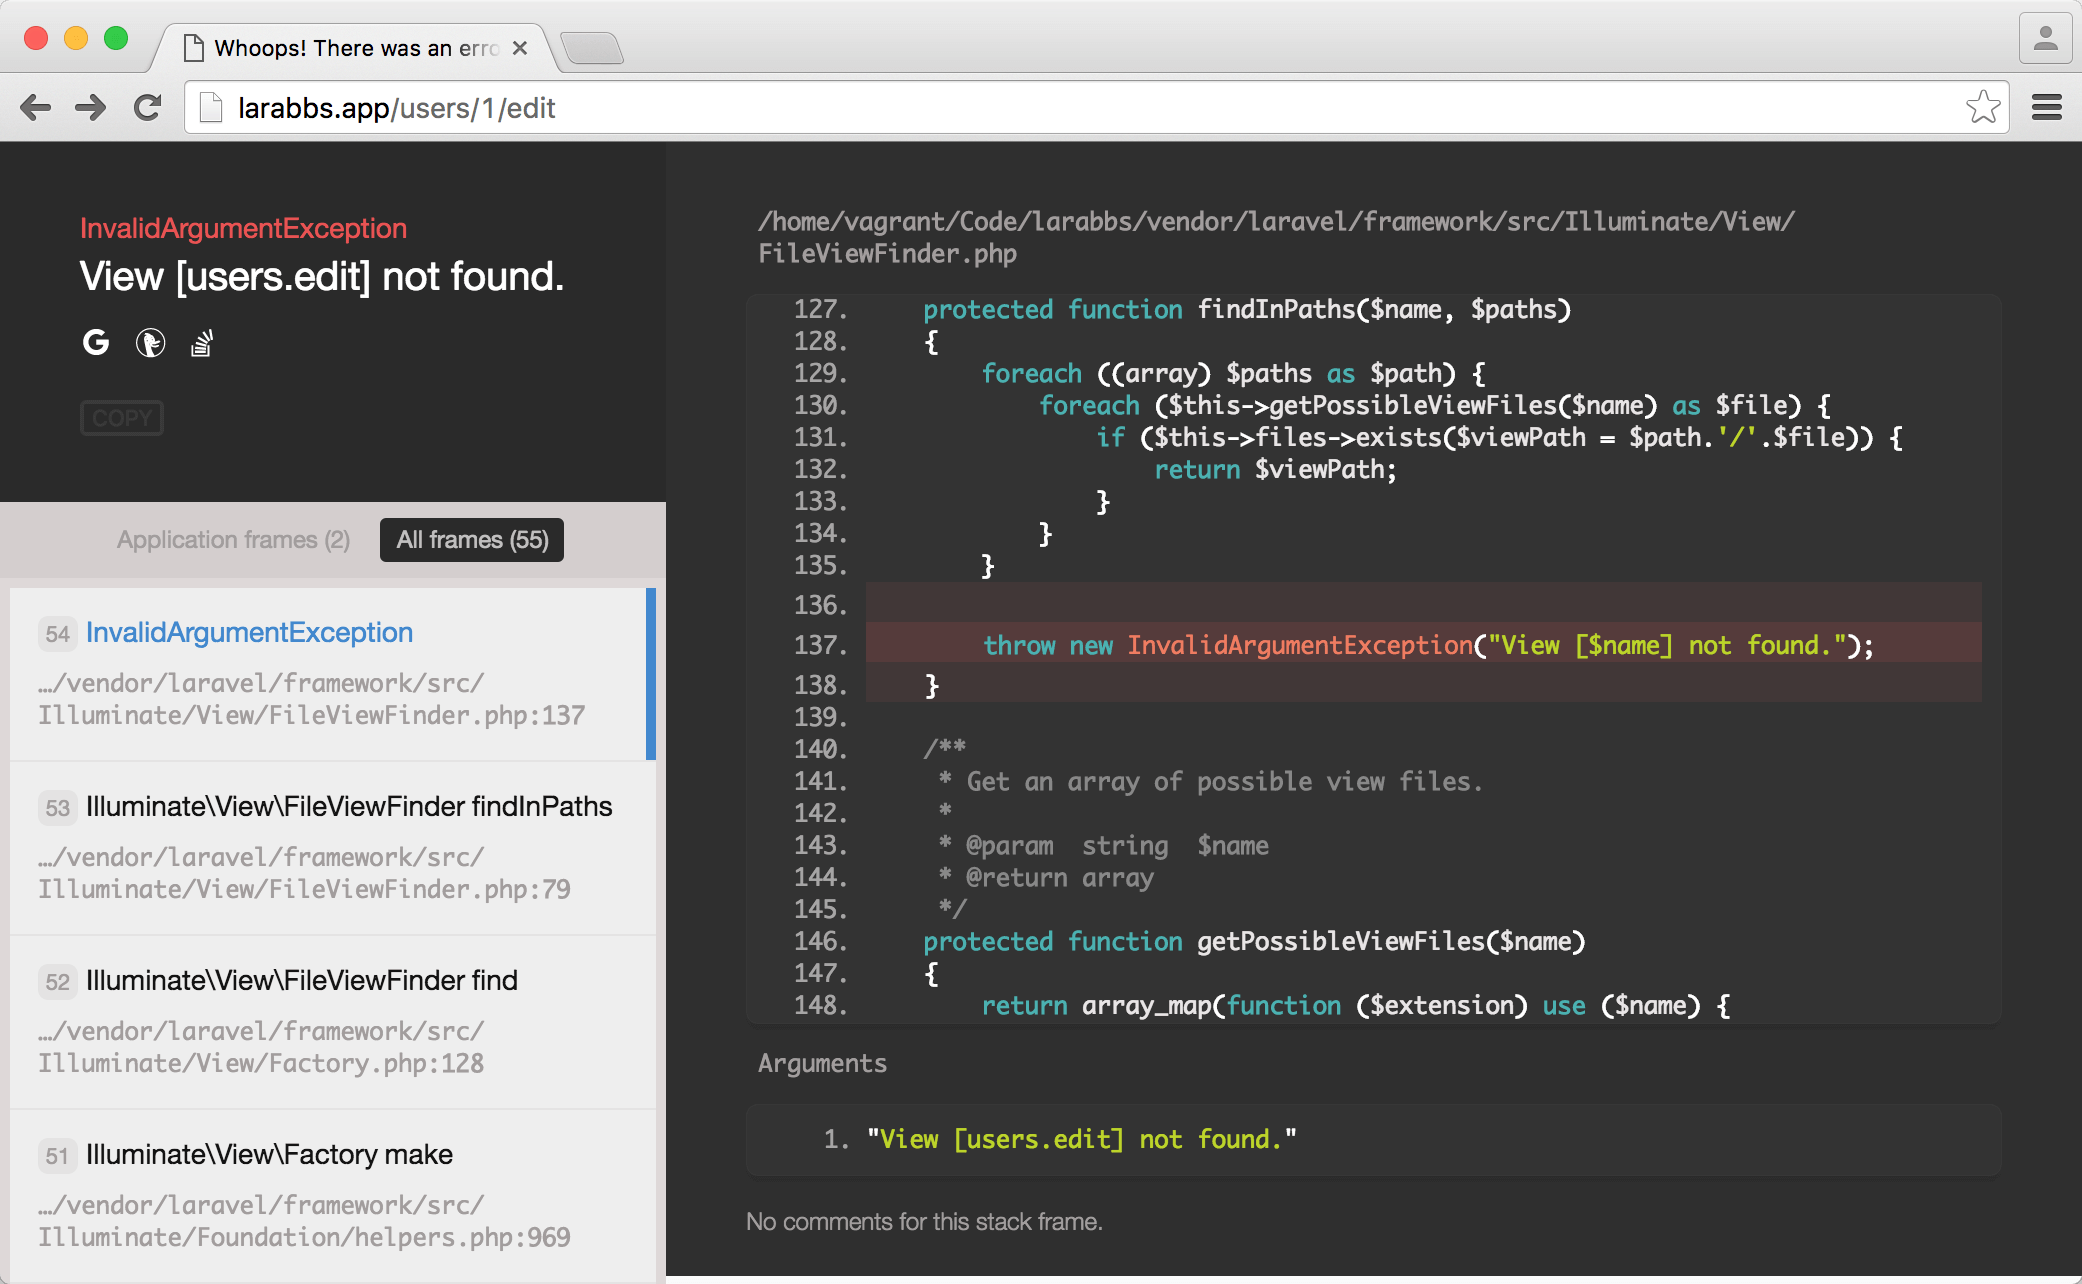 Whoops! There was an erro
larabbs.app/users/1/edit
InvalidArgumentException
View [users.edit] not found.
COPY
Application frames (2)
All frames (55)
54 InvalidArgumentException
…/vendor/laravel/framework/src/
Illuminate/View/FileViewFinder.php:137
53 Illuminate\View\FileViewFinder findInPaths
…/vendor/laravel/framework/src/
Illuminate/View/FileViewFinder.php:79
52 Illuminate\View\FileViewFinder find
…/vendor/laravel/framework/src/
Illuminate/View/Factory.php:128
51 Illuminate\View\Factory make
…/vendor/laravel/framework/src/
Illuminate/Foundation/helpers.php:969
/home/vagrant/Code/larabbs/vendor/laravel/framework/src/Illuminate/View/
FileViewFinder.php
127.     protected function findInPaths($name, $paths)
128.     {
129.         foreach ((array) $paths as $path) {
130.             foreach ($this->getPossibleViewFiles($name) as $file) {
131.                 if ($this->files->exists($viewPath = $path.'/'.$file)) {
132.                     return $viewPath;
133.                 }
134.             }
135.         }
136.
137.         throw new InvalidArgumentException("View [$name] not found.");
138.     }
139.
140.     /**
141.      * Get an array of possible view files.
142.      *
143.      * @param  string  $name
144.      * @return array
145.      */
146.     protected function getPossibleViewFiles($name)
147.     {
148.         return array_map(function ($extension) use ($name) {
Arguments
1. "View [users.edit] not found."
No comments for this stack frame.